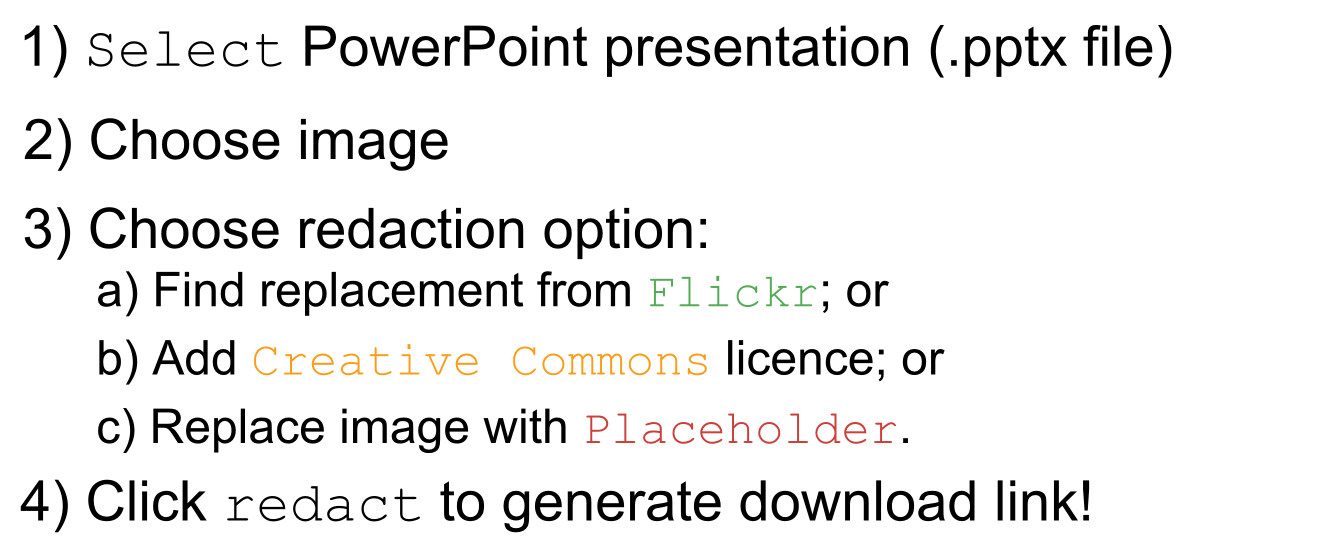 1) Select PowerPoint presentation (.pptx file)
2) Choose image
3) Choose redaction option:
a) Find replacement from Flickr; or
b) Add Creative Commons licence; or
c) Replace image with Placeholder.
4) Click redact to generate download link!